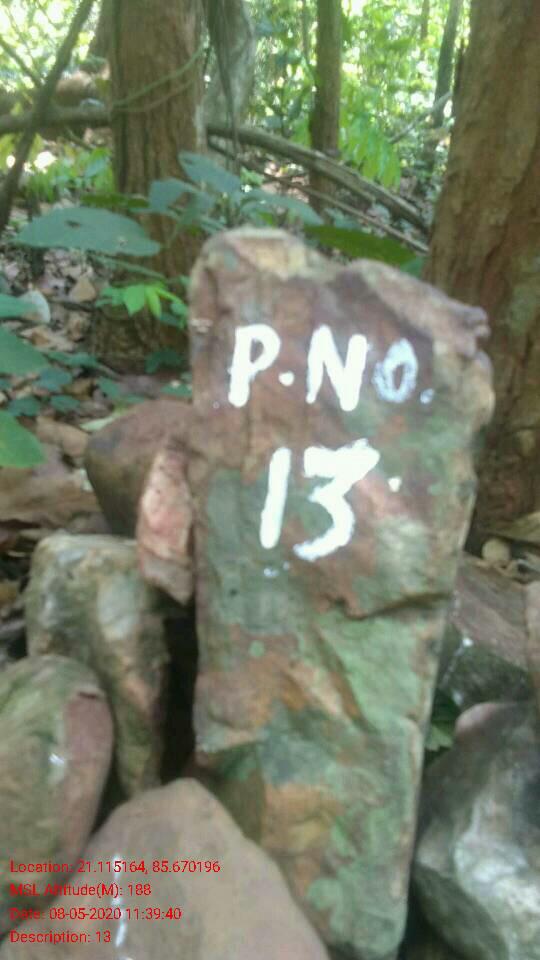 P.No.
13
Location: 21.115164, 85.670196
MSL Altitude(M): 188
Date: 08-05-2020 11:39:40
Description: 13